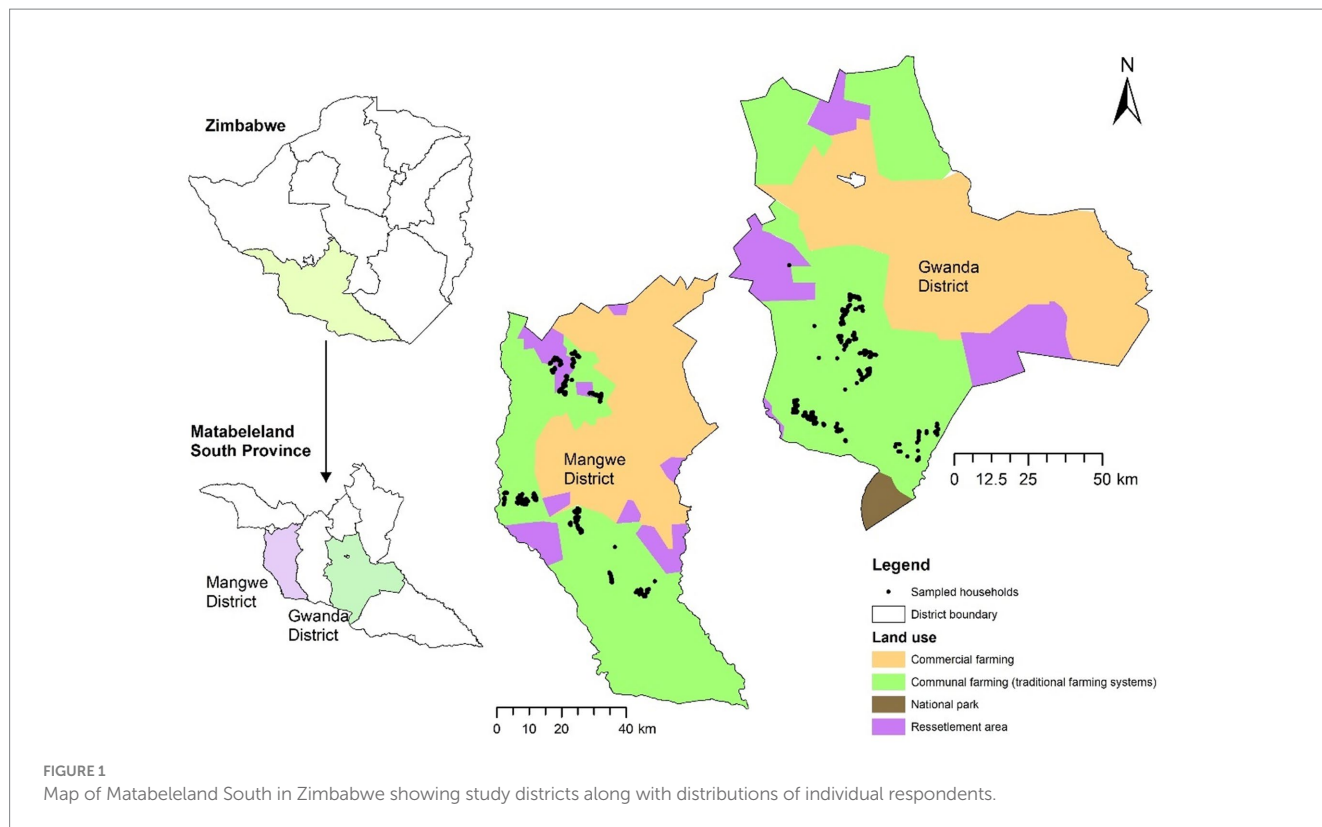 N
Zimbabwe
Gwanda
District
Matabeleland
South Province
Mangwe
District
0 12.5 25 50 km
Mangwe
District
Gwanda
District
Legend
Sampled households
District boundary
Land use
Commercial farming
Communal farming (traditional farming systems)
National park
Ressetlement area
0 10 20 40 km
FIGURE 1
Map of Matabeleland South in Zimbabwe showing study districts along with distributions of individual respondents.